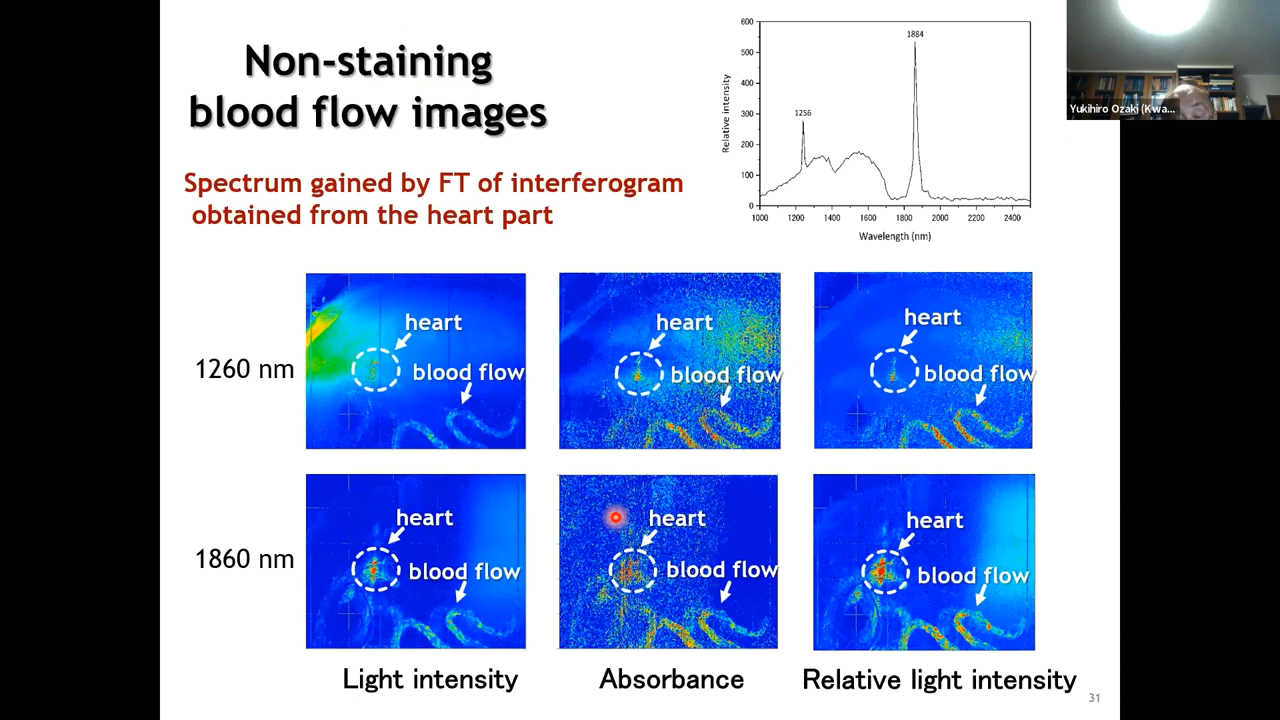 Non-staining
blood flow images
Spectrum gained by FT of interferogram
obtained from the heart part
600
500
400
300
200
100
0
Relative intensity
1256
1884
1000 1200 1400 1600 1800 2000 2200 2400
Wavelength (nm)
Yukihiro Ozaki (Kwa...
1260 nm
heart
blood flow
heart
blood flow
heart
blood flow
1860 nm
heart
blood flow
heart
blood flow
heart
blood flow
Light intensity
Absorbance
Relative light intensity
31